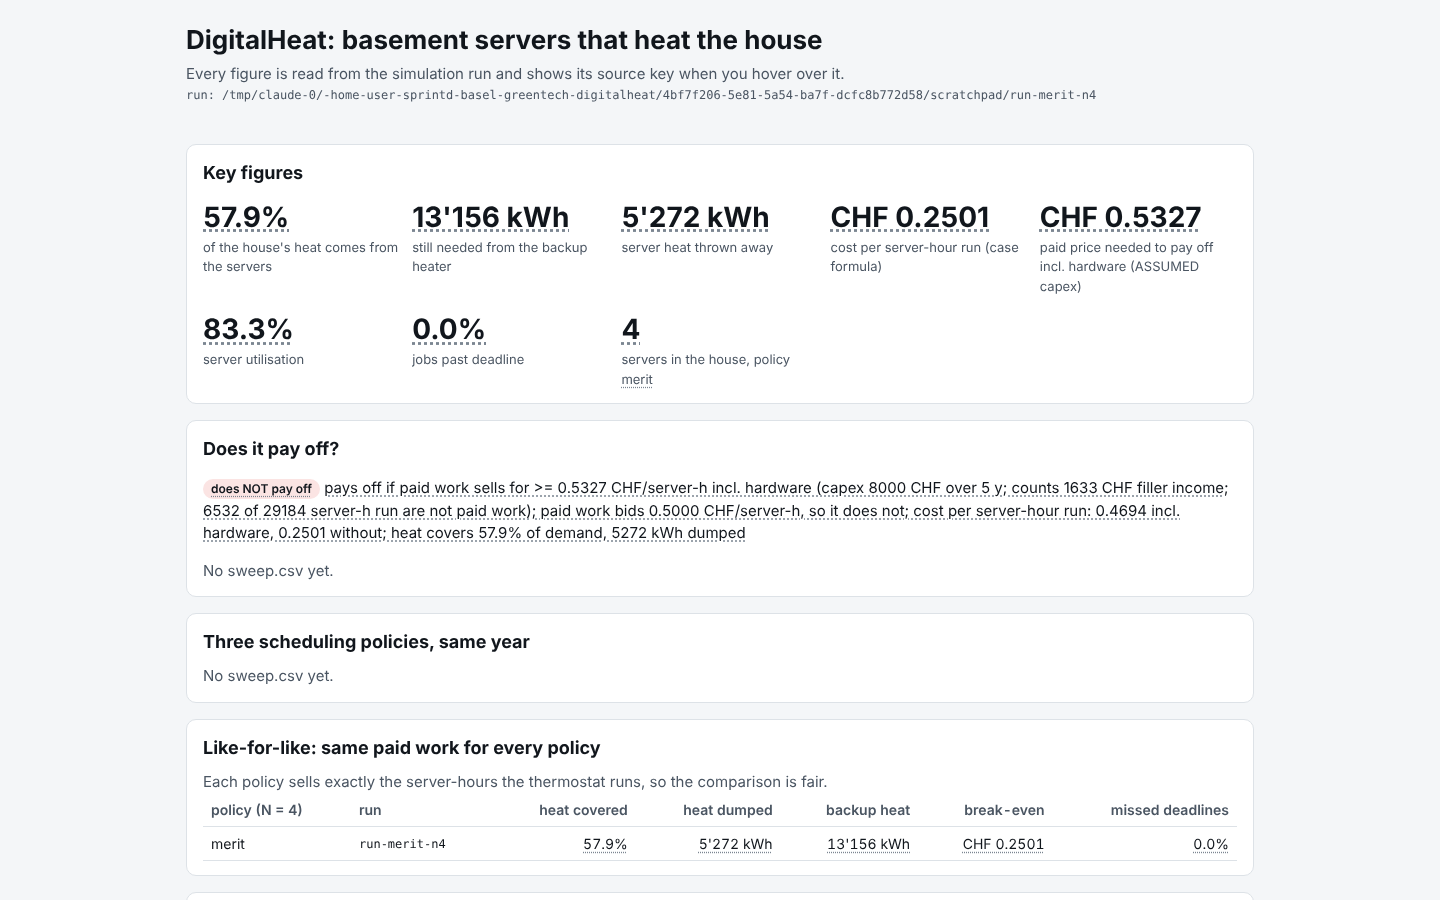 DigitalHeat: basement servers that heat the house
Every figure is read from the simulation run and shows its source key when you hover over it.
run: /tmp/claude-0/-home-user-sprintd-basel-greentech-digitalheat/4bf7f206-5e81-5a54-ba7f-dcfc8b772d58/scratchpad/run-merit-n4
Key figures
57.9%
of the house's heat comes from
the servers
13'156 kWh
still needed from the backup
heater
5'272 kWh
server heat thrown away
CHF 0.2501
cost per server-hour run (case
formula)
CHF 0.5327
paid price needed to pay off
incl. hardware (ASSUMED
capex)
83.3%
server utilisation
0.0%
jobs past deadline
4
servers in the house, policy
merit
Does it pay off?
does NOT pay off pays off if paid work sells for >= 0.5327 CHF/server-h incl. hardware (capex 8000 CHF over 5 y; counts 1633 CHF filler income;
6532 of 29184 server-h run are not paid work); paid work bids 0.5000 CHF/server-h, so it does not; cost per server-hour run: 0.4694 incl.
hardware, 0.2501 without; heat covers 57.9% of demand, 5272 kWh dumped
No sweep.csv yet.
Three scheduling policies, same year
No sweep.csv yet.
Like-for-like: same paid work for every policy
Each policy sells exactly the server-hours the thermostat runs, so the comparison is fair.
policy (N = 4) run heat covered heat dumped backup heat break-even missed deadlines
merit run-merit-n4 57.9% 5'272 kWh 13'156 kWh CHF 0.2501 0.0%